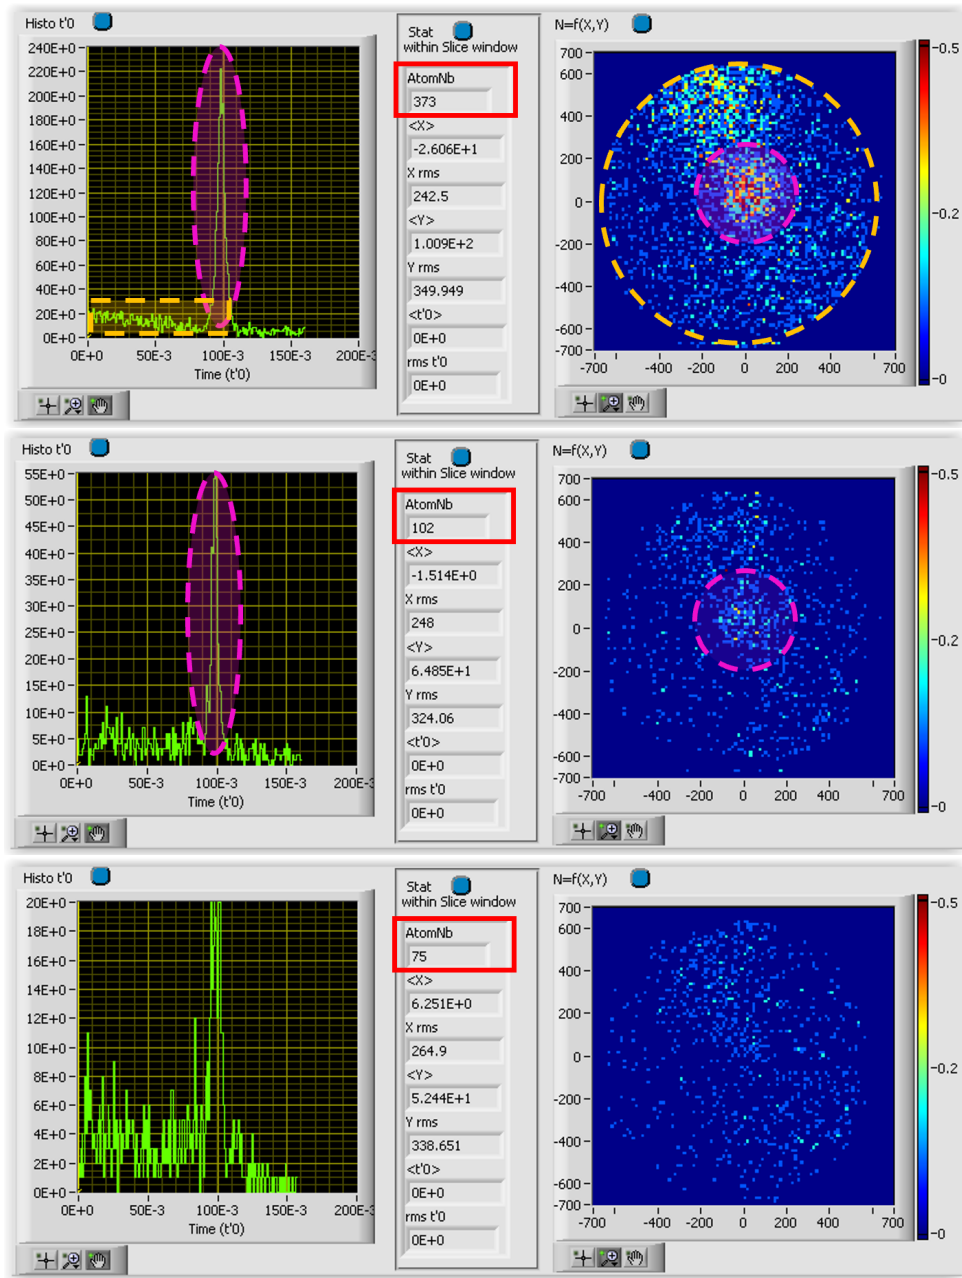 Histo t'0
240E+0
220E+0
200E+0
180E+0
160E+0
140E+0
120E+0
100E+0
80E+0
60E+0
40E+0
20E+0
0E+0
0E+0 50E-3 100E-3 150E-3 200E-3
Time (t'0)
Stat
within Slice window
AtomNb
373
<X>
-2.606E+1
X rms
242.5
<Y>
1.009E+2
Y rms
349.949
<t'0>
0E+0
rms t'0
0E+0
N=f(X,Y)
700
600
400
200
0
-200
-400
-600
-700
-700 -400 -200 0 200 400 700
-0.5
-0.2
-0
Histo t'0
55E+0
50E+0
45E+0
40E+0
35E+0
30E+0
25E+0
20E+0
15E+0
10E+0
5E+0
0E+0
0E+0 50E-3 100E-3 150E-3 200E-3
Time (t'0)
Stat
within Slice window
AtomNb
102
<X>
-1.514E+0
X rms
248
<Y>
6.485E+1
Y rms
324.06
<t'0>
0E+0
rms t'0
0E+0
N=f(X,Y)
700
600
400
200
0
-200
-400
-600
-700
-700 -400 -200 0 200 400 700
-0.5
-0.2
-0
Histo t'0
20E+0
18E+0
16E+0
14E+0
12E+0
10E+0
8E+0
6E+0
4E+0
2E+0
0E+0
0E+0 50E-3 100E-3 150E-3 200E-3
Time (t'0)
Stat
within Slice window
AtomNb
75
<X>
6.251E+0
X rms
264.9
<Y>
5.244E+1
Y rms
338.651
<t'0>
0E+0
rms t'0
0E+0
N=f(X,Y)
700
600
400
200
0
-200
-400
-600
-700
-700 -400 -200 0 200 400 700
-0.5
-0.2
-0